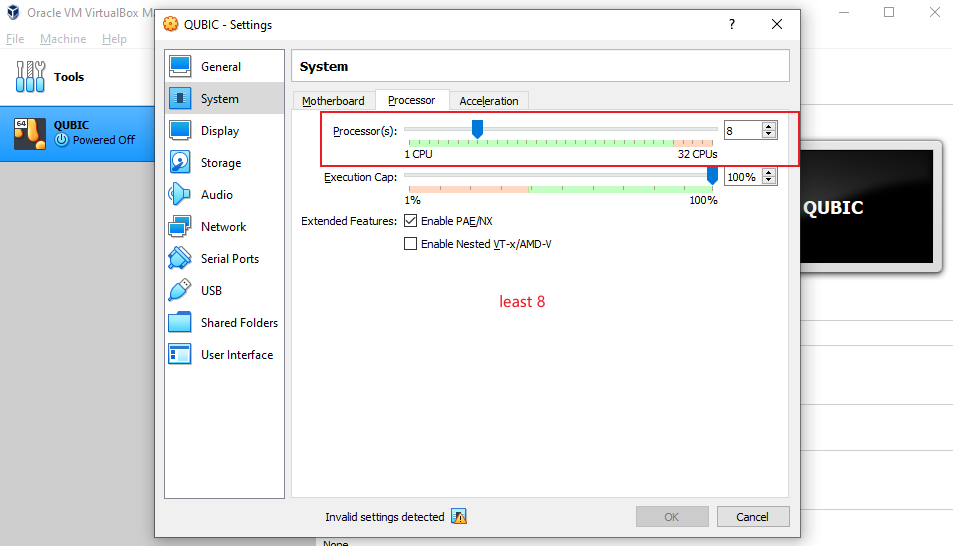 Oracle VM VirtualBox M
File Machine Help
Tools
64
QUBIC
Powered Off
QUBIC - Settings
?
General
System
Display
Storage
Audio
Network
Serial Ports
USB
Shared Folders
User Interface
System
Motherboard Processor Acceleration
Processor(s): 8
1 CPU 32 CPUs
Execution Cap: 100%
1% 100%
Extended Features: Enable PAE/NX
Enable Nested VT-x/AMD-V
least 8
Invalid settings detected
OK Cancel
QUBIC
None